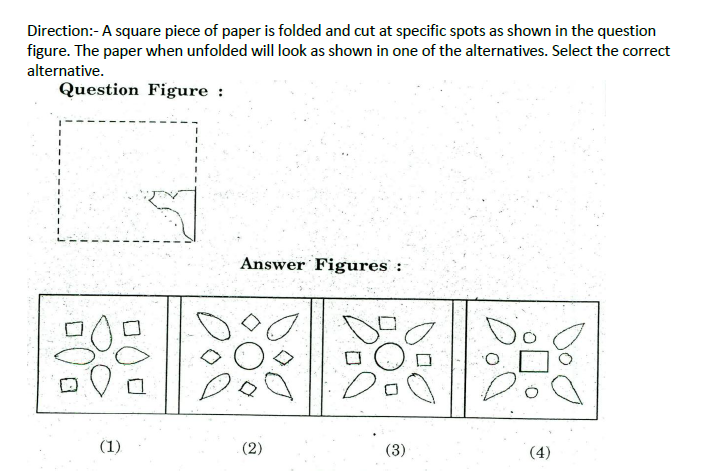 Direction:- A square piece of paper is folded and cut at specific spots as shown in the question
figure. The paper when unfolded will look as shown in one of the alternatives. Select the correct
alternative.
Question Figure :
Answer Figures :
(1) (2) (3) (4)